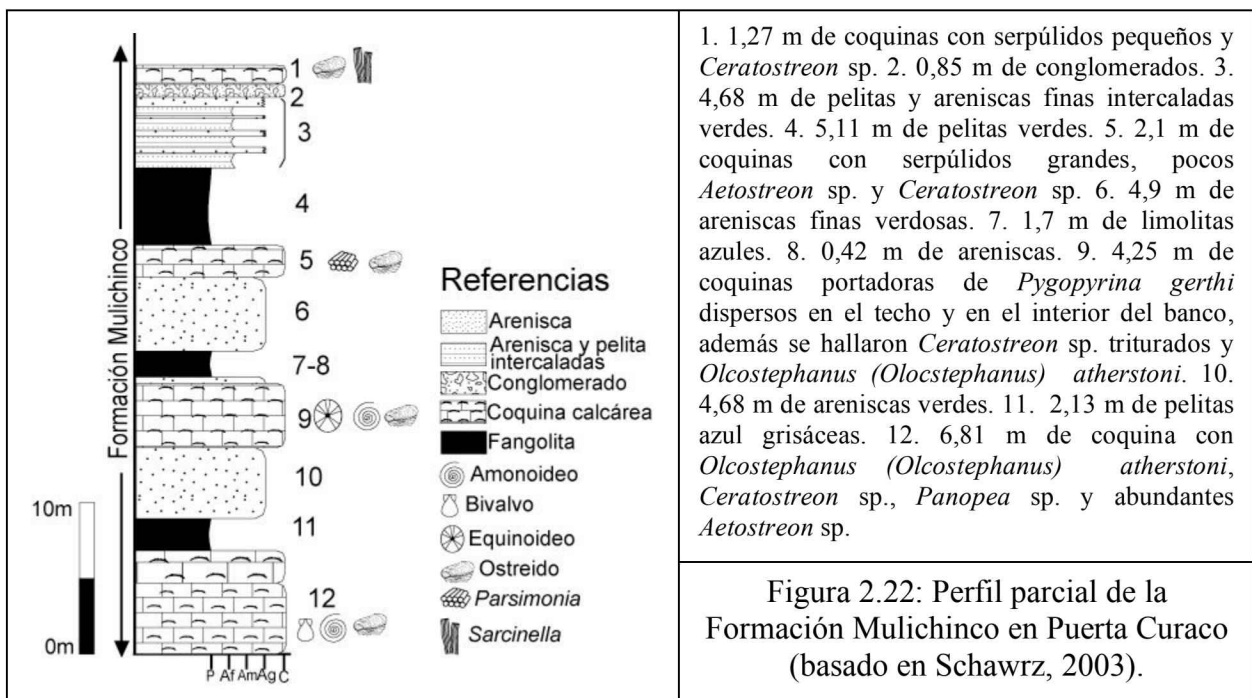 Formación Mulichinco
1
2
3
4
5
6
7-8
9
10
11
12
10m
0m
P Af Am Ag C
Referencias
Arenisca
Arenisca y pelita
intercaladas
Conglomerado
Coquina calcárea
Fangolita
Amonoideo
Bivalvo
Equinoideo
Ostreido
Parsimonia
Sarcinella
1. 1,27 m de coquinas con serpúlidos pequeños y
Ceratostreon sp. 2. 0,85 m de conglomerados. 3.
4,68 m de pelitas y areniscas finas intercaladas
verdes. 4. 5,11 m de pelitas verdes. 5. 2,1 m de
coquinas con serpúlidos grandes, pocos
Aetostreon sp. y Ceratostreon sp. 6. 4,9 m de
areniscas finas verdosas. 7. 1,7 m de limolitas
azules. 8. 0,42 m de areniscas. 9. 4,25 m de
coquinas portadoras de Pygopyrina gerthi
dispersos en el techo y en el interior del banco,
además se hallaron Ceratostreon sp. triturados y
Olcostephanus (Olocstephanus) atherstoni. 10.
4,68 m de areniscas verdes. 11. 2,13 m de pelitas
azul grisáceas. 12. 6,81 m de coquina con
Olcostephanus (Olcostephanus) atherstoni,
Ceratostreon sp., Panopea sp. y abundantes
Aetostreon sp.
Figura 2.22: Perfil parcial de la
Formación Mulichinco en Puerta Curaco
(basado en Schawrz, 2003).